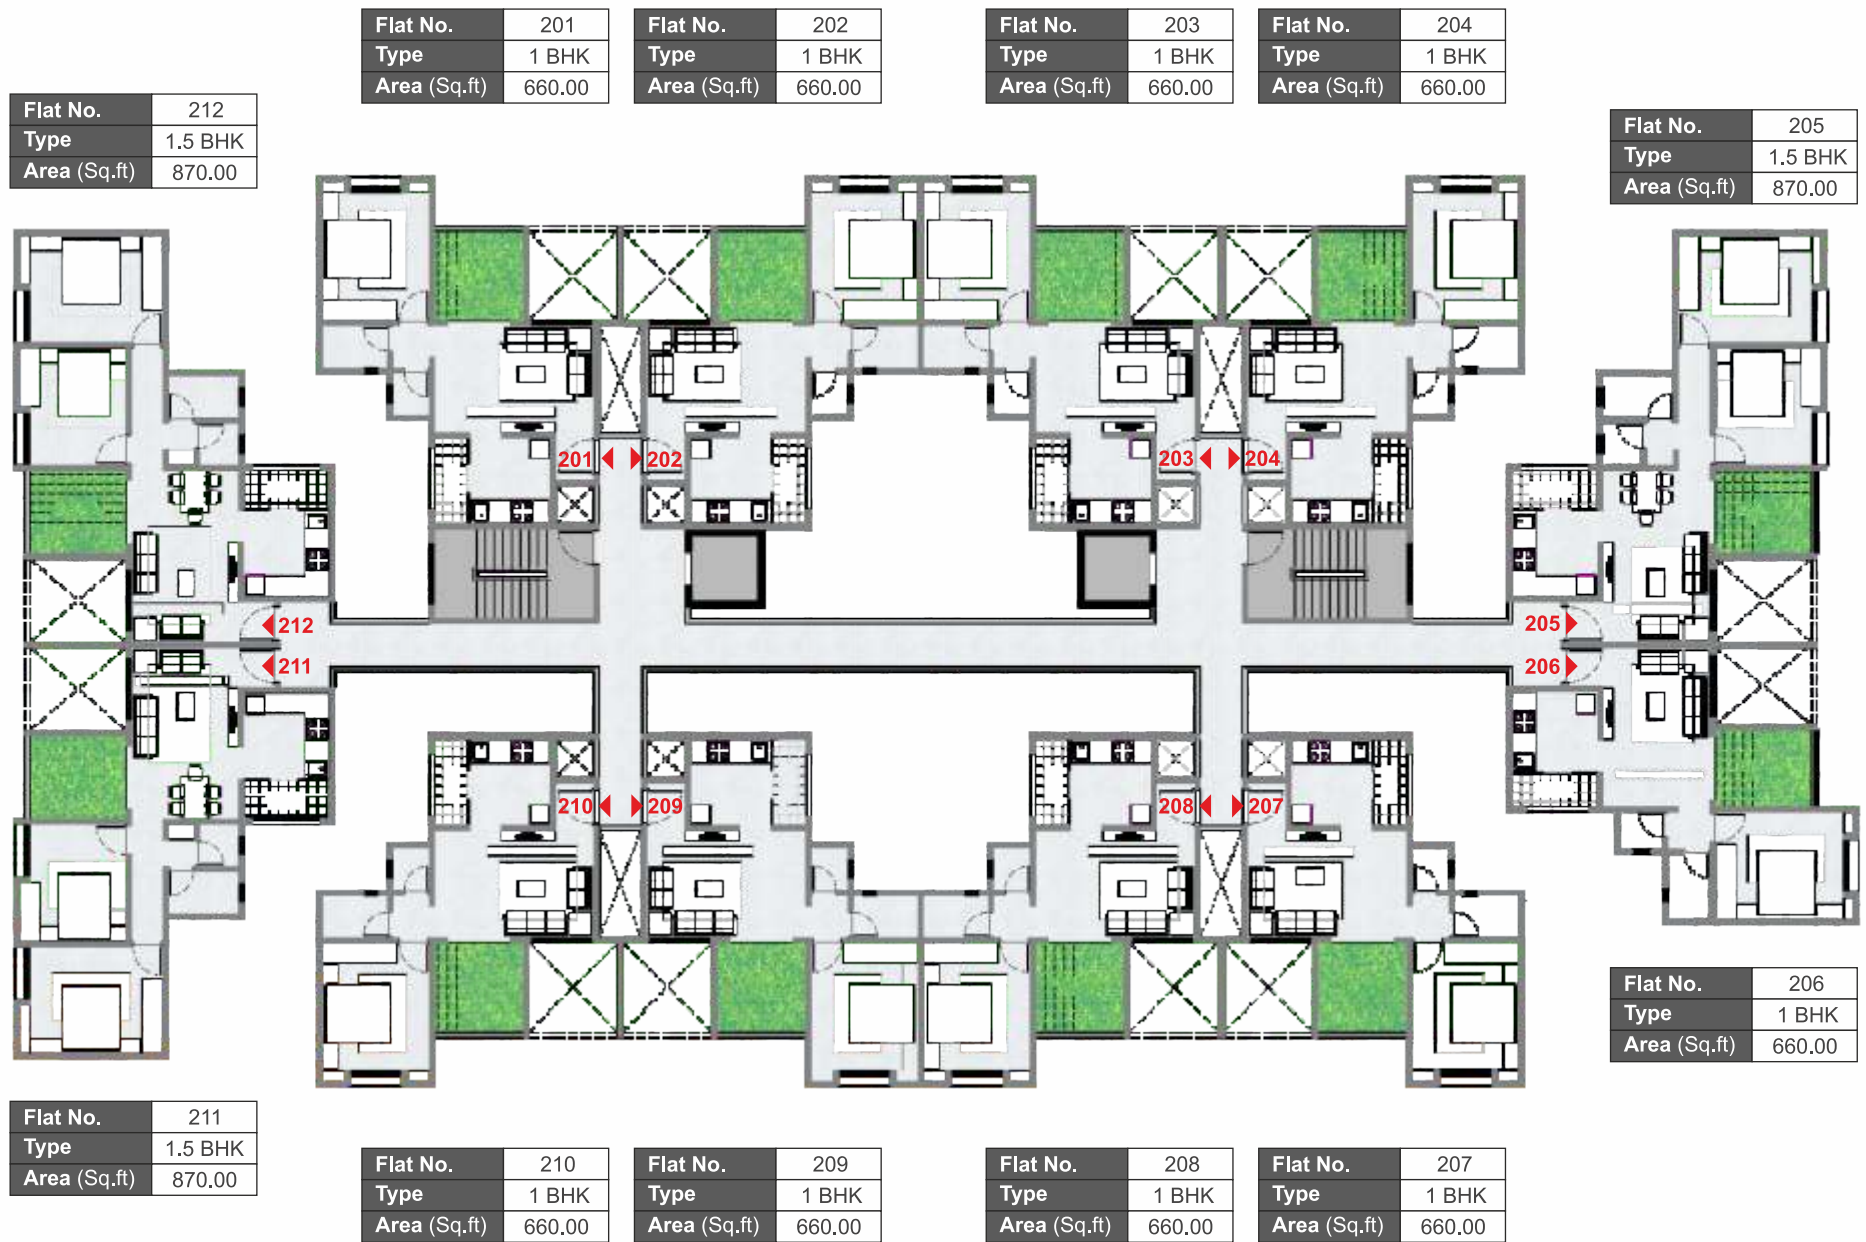 Flat No. 201
Type 1 BHK
Area (Sq.ft) 660.00
Flat No. 202
Type 1 BHK
Area (Sq.ft) 660.00
Flat No. 203
Type 1 BHK
Area (Sq.ft) 660.00
Flat No. 204
Type 1 BHK
Area (Sq.ft) 660.00
Flat No. 212
Type 1.5 BHK
Area (Sq.ft) 870.00
Flat No. 205
Type 1.5 BHK
Area (Sq.ft) 870.00
201 202 203 204
212 205
211 206
210 209 208 207
Flat No. 206
Type 1 BHK
Area (Sq.ft) 660.00
Flat No. 211
Type 1.5 BHK
Area (Sq.ft) 870.00
Flat No. 210
Type 1 BHK
Area (Sq.ft) 660.00
Flat No. 209
Type 1 BHK
Area (Sq.ft) 660.00
Flat No. 208
Type 1 BHK
Area (Sq.ft) 660.00
Flat No. 207
Type 1 BHK
Area (Sq.ft) 660.00